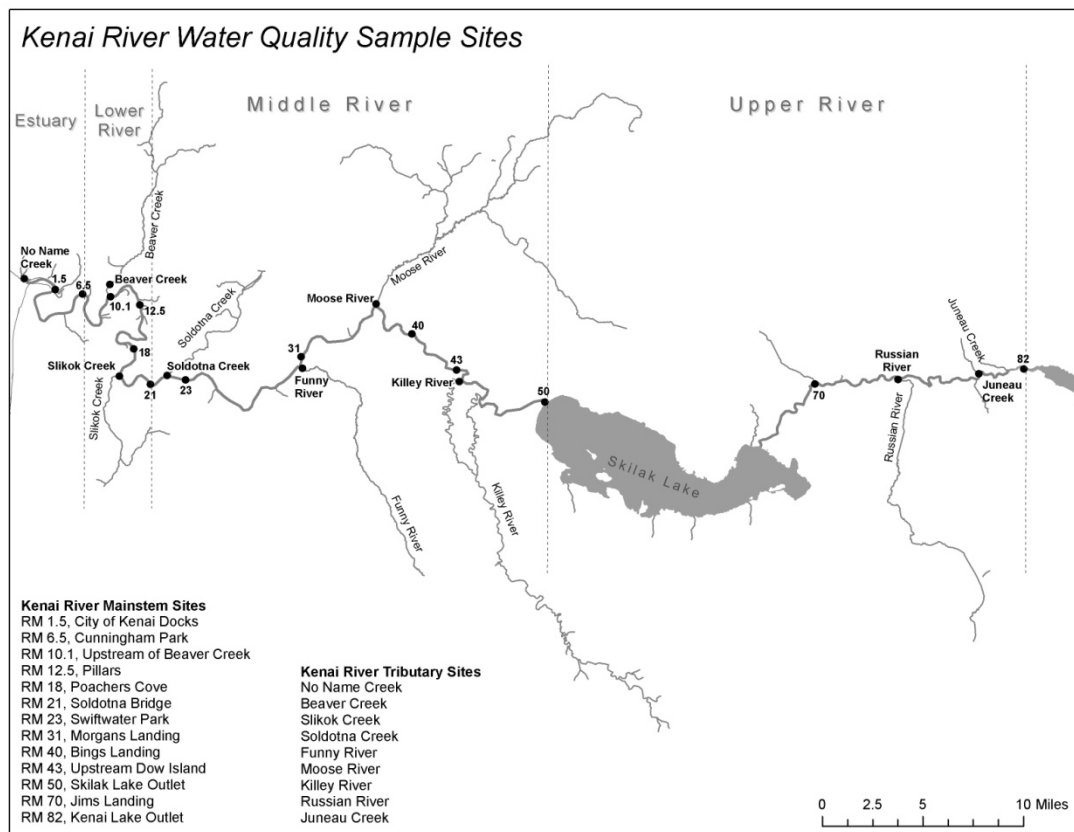 Kenai River Water Quality Sample Sites
Estuary
Lower
River
Middle River
Upper River
No Name
Creek
1.5
6.5
Beaver Creek
Beaver Creek
10.1
12.5
18
Slikok Creek
Slikok Creek
21
Soldotna Creek
Soldotna Creek
23
31
Funny
River
Funny River
Moose River
Moose River
40
43
Killey River
Killey River
50
Skilak Lake
70
Russian
River
Russian River
Juneau Creek
Juneau
Creek
82
Kenai River Mainstem Sites
RM 1.5, City of Kenai Docks
RM 6.5, Cunningham Park
RM 10.1, Upstream of Beaver Creek
RM 12.5, Pillars
RM 18, Poachers Cove
RM 21, Soldotna Bridge
RM 23, Swiftwater Park
RM 31, Morgans Landing
RM 40, Bings Landing
RM 43, Upstream Dow Island
RM 50, Skilak Lake Outlet
RM 70, Jims Landing
RM 82, Kenai Lake Outlet
Kenai River Tributary Sites
No Name Creek
Beaver Creek
Slikok Creek
Soldotna Creek
Funny River
Moose River
Killey River
Russian River
Juneau Creek
0 2.5 5 10 Miles